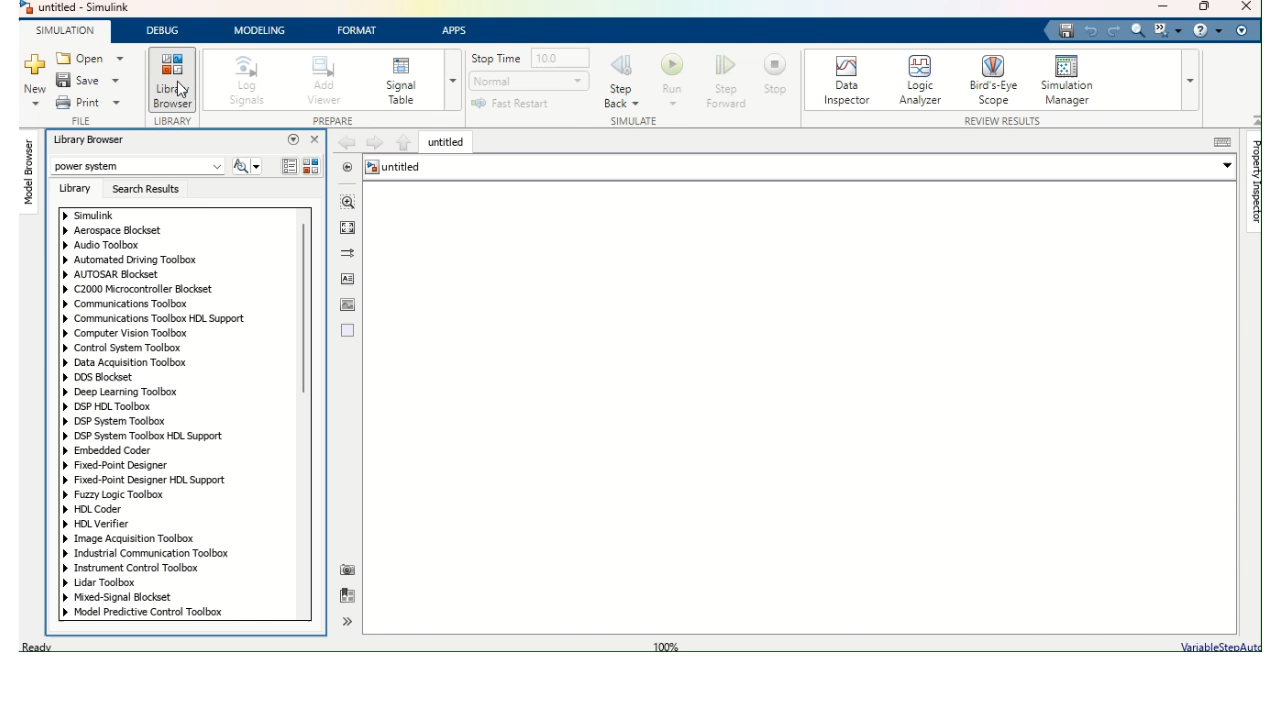 untitled - Simulink
SIMULATION DEBUG MODELING FORMAT APPS
New
Open
Save
Print
FILE
Library
Browser
LIBRARY
Log
Signals
Add
Viewer
Signal
Table
PREPARE
Stop Time 10.0
Normal
Fast Restart
Step
Back
Run
Step
Forward
Stop
SIMULATE
Data
Inspector
Logic
Analyzer
Bird's-Eye
Scope
Simulation
Manager
REVIEW RESULTS
Model Browser
Library Browser
power system
Library Search Results
Simulink
Aerospace Blockset
Audio Toolbox
Automated Driving Toolbox
AUTOSAR Blockset
C2000 Microcontroller Blockset
Communications Toolbox
Communications Toolbox HDL Support
Computer Vision Toolbox
Control System Toolbox
Data Acquisition Toolbox
DDS Blockset
Deep Learning Toolbox
DSP HDL Toolbox
DSP System Toolbox
DSP System Toolbox HDL Support
Embedded Coder
Fixed-Point Designer
Fixed-Point Designer HDL Support
Fuzzy Logic Toolbox
HDL Coder
HDL Verifier
Image Acquisition Toolbox
Industrial Communication Toolbox
Instrument Control Toolbox
Lidar Toolbox
Mixed-Signal Blockset
Model Predictive Control Toolbox
untitled
untitled
Property Inspector
Ready
100%
VariableStepAuto